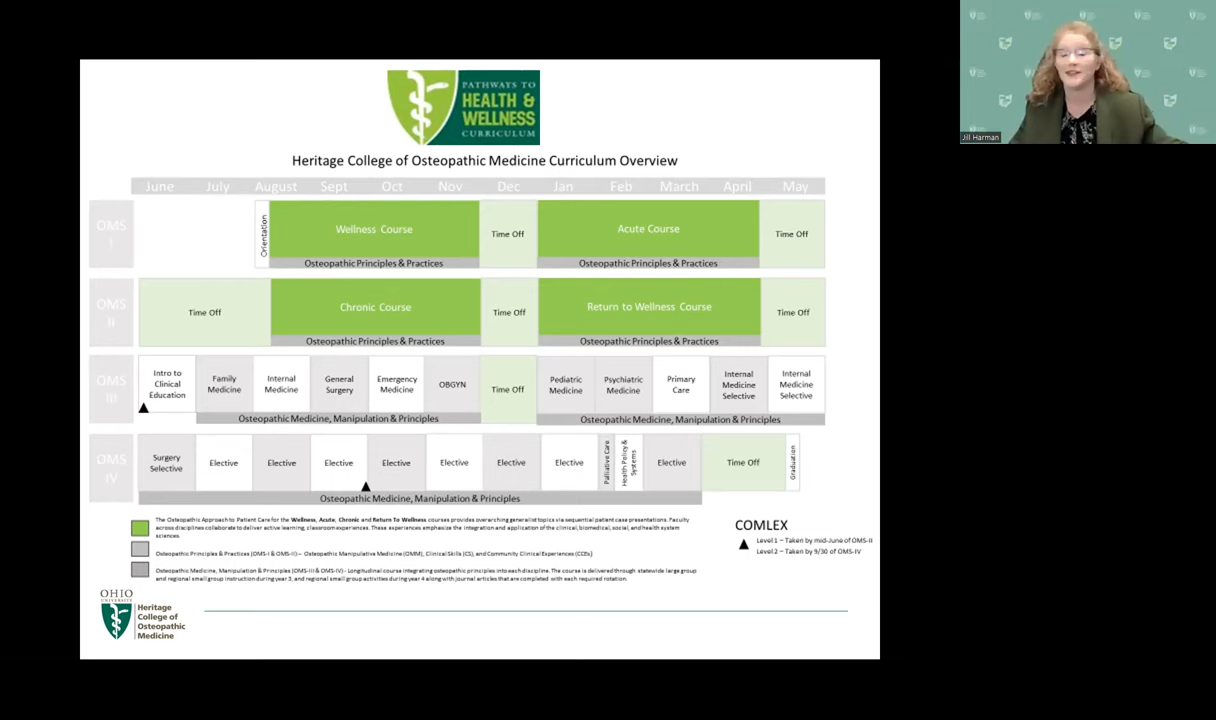 PATHWAYS TO
HEALTH &
WELLNESS
CURRICULUM
Jill Harman
Heritage College of Osteopathic Medicine Curriculum Overview
June July August Sept Oct Nov Dec Jan Feb March April May
OMS
I
Orientation
Wellness Course
Time Off
Acute Course
Time Off
Osteopathic Principles & Practices
Osteopathic Principles & Practices
OMS
II
Time Off
Chronic Course
Time Off
Return to Wellness Course
Time Off
Osteopathic Principles & Practices
Osteopathic Principles & Practices
OMS
III
Intro to
Clinical
Education
Family
Medicine
Internal
Medicine
General
Surgery
Emergency
Medicine
OBGYN
Time Off
Pediatric
Medicine
Psychiatric
Medicine
Primary
Care
Internal
Medicine
Selective
Internal
Medicine
Selective
Osteopathic Medicine, Manipulation & Principles
Osteopathic Medicine, Manipulation & Principles
OMS
IV
Surgery
Selective
Elective
Elective
Elective
Elective
Elective
Elective
Elective
Palliative Care
Health Policy &
Systems
Elective
Time Off
Graduation
Osteopathic Medicine, Manipulation & Principles
The Osteopathic Approach to Patient Care for the Wellness, Acute, Chronic and Return To Wellness courses provides overarching generalist topics via sequential patient case presentations. Faculty
across disciplines collaborate to deliver active learning, classroom experiences. These experiences emphasize the integration and application of the clinical, biomedical, social, and health system
sciences.
Osteopathic Principles & Practices (OMS-I & OMS-II) – Osteopathic Manipulative Medicine (OMM), Clinical Skills (CS), and Community Clinical Experiences (CCEs)
Osteopathic Medicine, Manipulation & Principles (OMS-III & OMS-IV) - Longitudinal course integrating osteopathic principles into each discipline. The course is delivered through statewide large group
and regional small group instruction during year 3, and regional small group activities during year 4 along with journal articles that are completed with each required rotation.
COMLEX
Level 1 – Taken by mid-June of OMS-II
Level 2 – Taken by 9/30 of OMS-IV
OHIO
UNIVERSITY
Heritage
College of
Osteopathic
Medicine